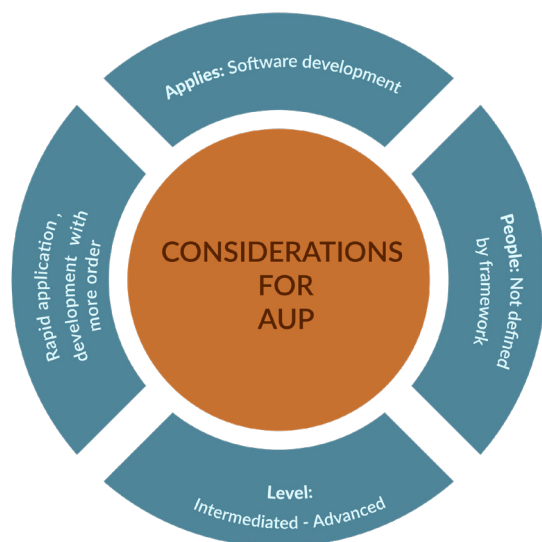 Applies: Software development
People: Not defined
by framework
Level:
Intermediated - Advanced
Rapid application ,
development with
more order
CONSIDERATIONS
FOR
AUP